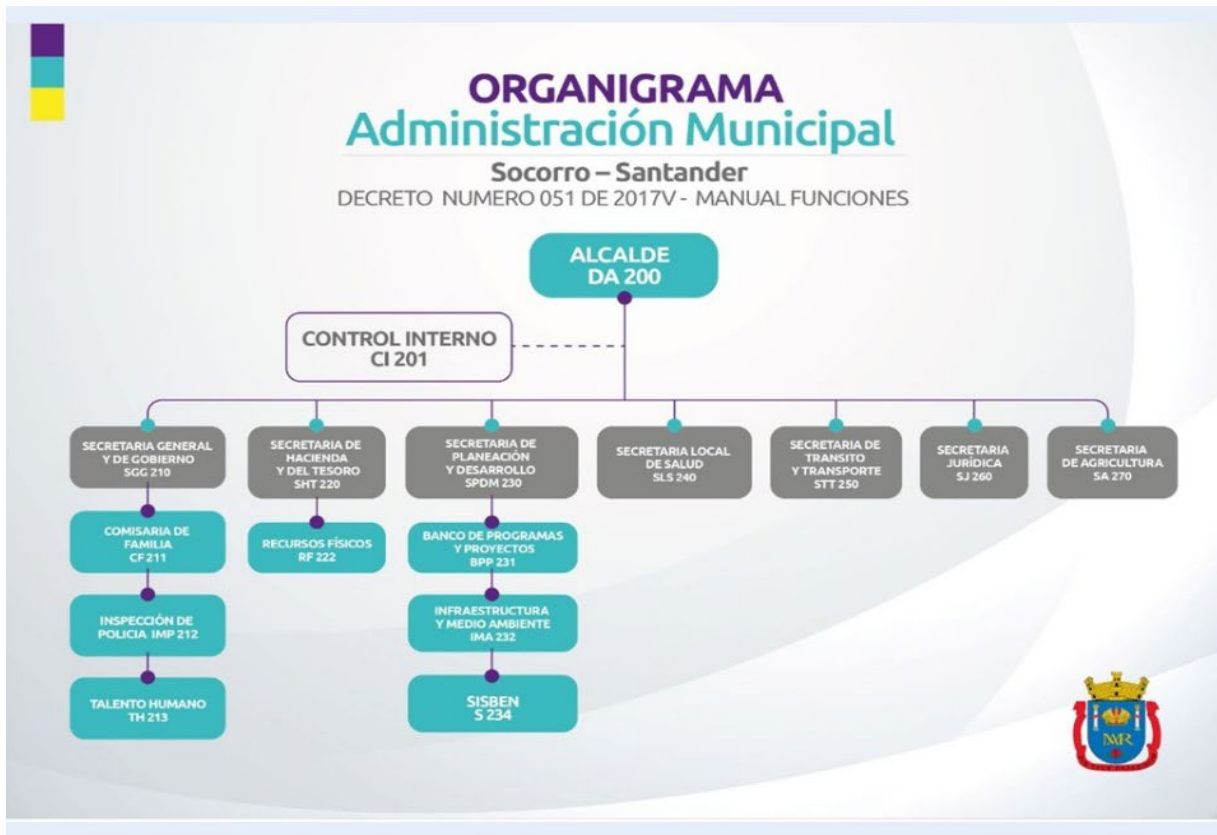 ORGANIGRAMA
Administración Municipal
Socorro – Santander
DECRETO NUMERO 051 DE 2017V - MANUAL FUNCIONES
ALCALDE
DA 200
CONTROL INTERNO
CI 201
SECRETARIA GENERAL
Y DE GOBIERNO
SGG 210
SECRETARIA DE
HACIENDA
Y DEL TESORO
SHT 220
SECRETARIA DE
PLANEACIÓN
Y DESARROLLO
SPDM 230
SECRETARIA LOCAL
DE SALUD
SLS 240
SECRETARIA DE
TRANSITO
Y TRANSPORTE
STT 250
SECRETARIA
JURÍDICA
SJ 260
SECRETARIA
DE AGRICULTURA
SA 270
COMISARIA DE
FAMILIA
CF 211
RECURSOS FÍSICOS
RF 222
BANCO DE PROGRAMAS
Y PROYECTOS
BPP 231
INSPECCIÓN DE
POLICIA IMP 212
INFRAESTRUCTURA
Y MEDIO AMBIENTE
IMA 232
TALENTO HUMANO
TH 213
SISBEN
S 234